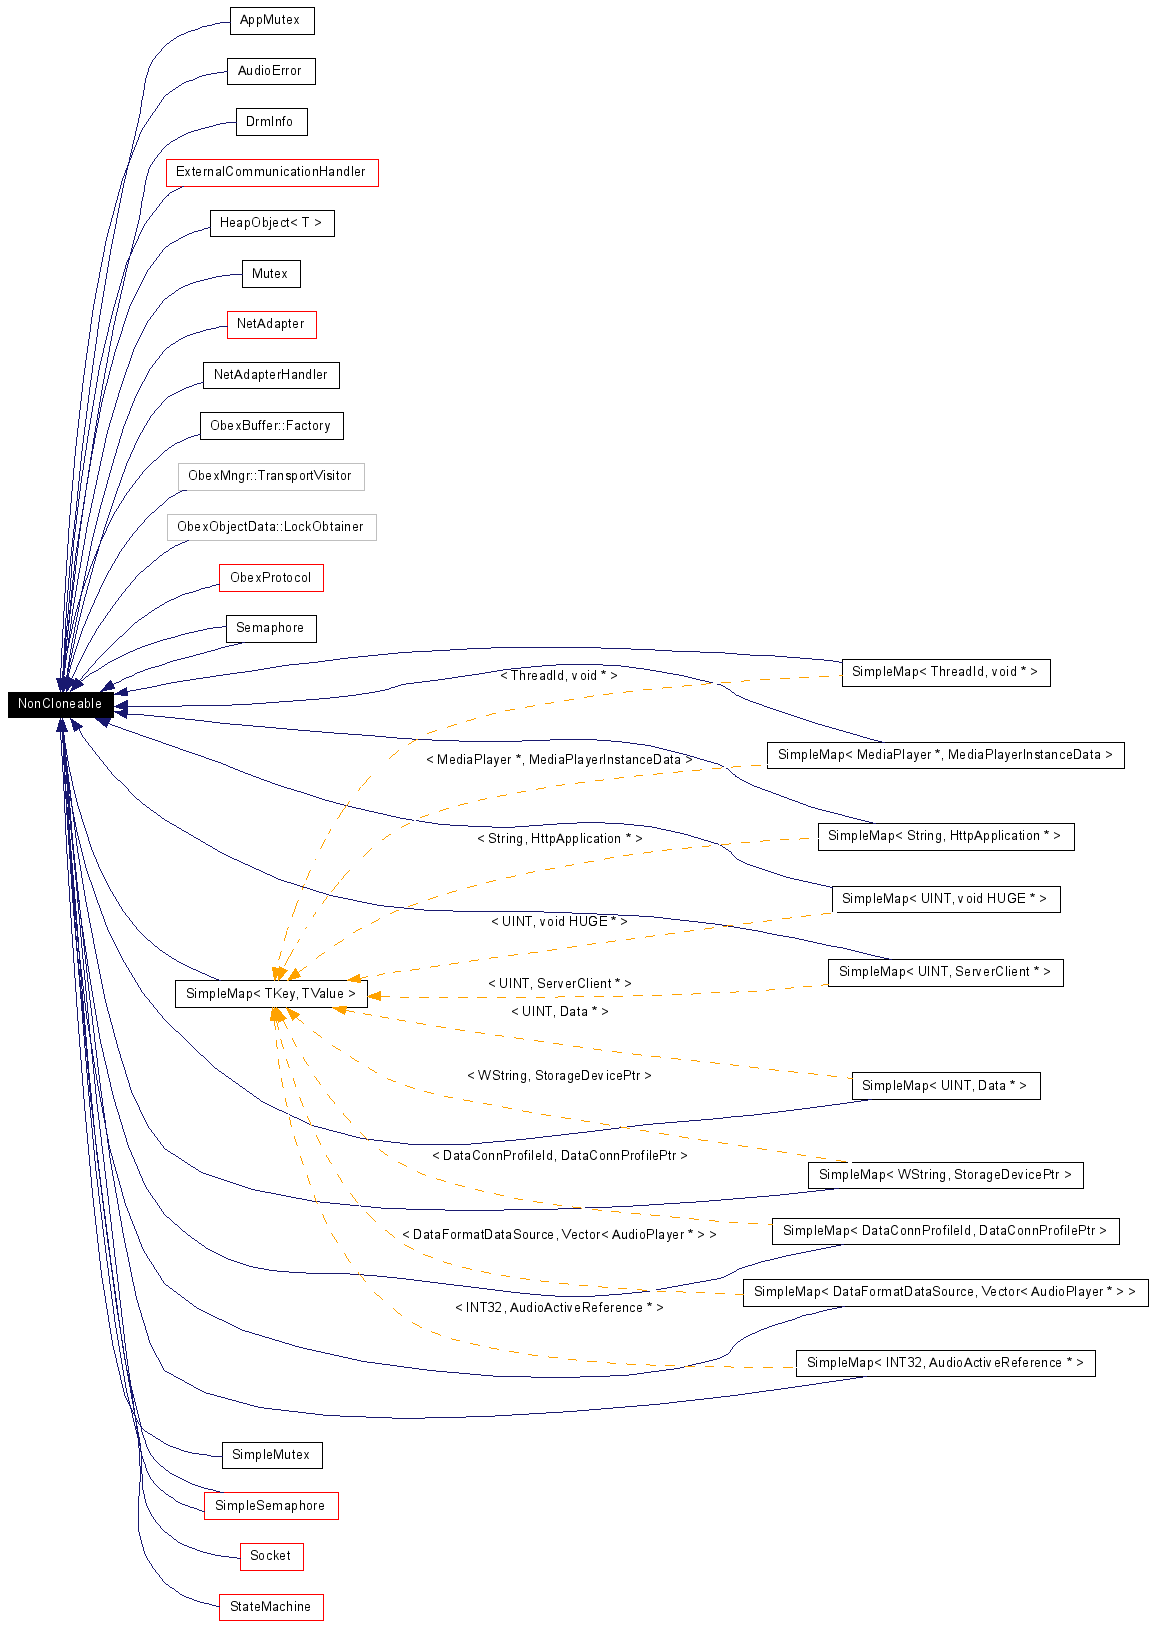 AppMutex
AudioError
DrmInfo
ExternalCommunicationHandler
HeapObject< T >
Mutex
NetAdapter
NetAdapterHandler
ObexBuffer::Factory
ObexMngr::TransportVisitor
ObexObjectData::LockObtainer
ObexProtocol
Semaphore
NonCloneable
< ThreadId, void * >
SimpleMap< ThreadId, void * >
< MediaPlayer *, MediaPlayerInstanceData >
SimpleMap< MediaPlayer *, MediaPlayerInstanceData >
< String, HttpApplication * >
SimpleMap< String, HttpApplication * >
SimpleMap< UINT, void HUGE * >
< UINT, void HUGE * >
SimpleMap< UINT, ServerClient * >
< UINT, ServerClient * >
SimpleMap< TKey, TValue >
< UINT, Data * >
SimpleMap< UINT, Data * >
< WString, StorageDevicePtr >
SimpleMap< WString, StorageDevicePtr >
< DataConnProfileId, DataConnProfilePtr >
SimpleMap< DataConnProfileId, DataConnProfilePtr >
< DataFormatDataSource, Vector< AudioPlayer * > >
SimpleMap< DataFormatDataSource, Vector< AudioPlayer * > >
< INT32, AudioActiveReference * >
SimpleMap< INT32, AudioActiveReference * >
SimpleMutex
SimpleSemaphore
Socket
StateMachine